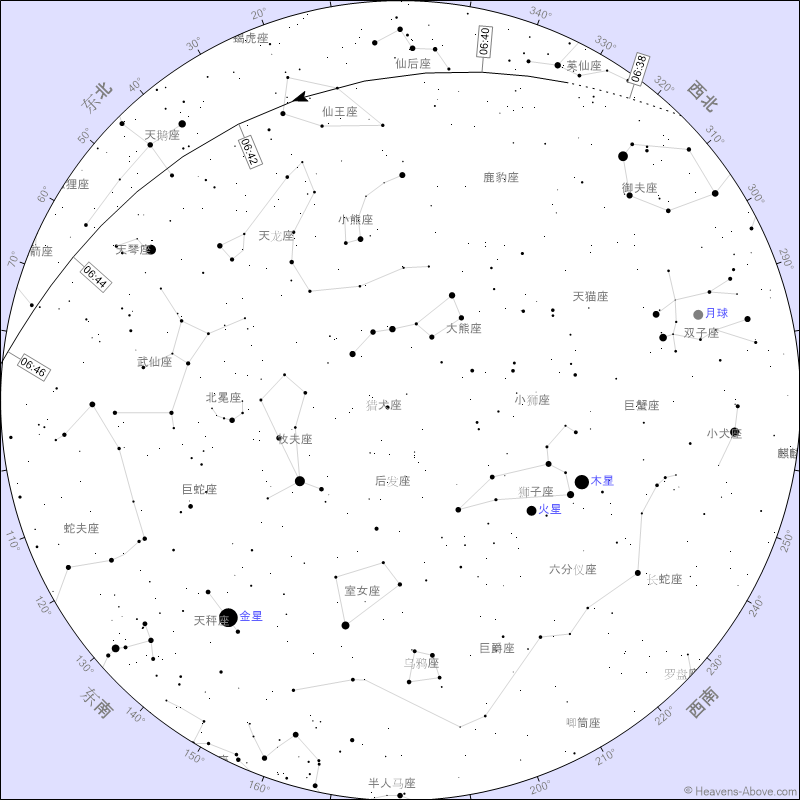 20°
340°
蝎虎座
06:40
30°
仙后座
英仙座
330°
06:38
东北
40°
320°
西北
仙王座
50°
天鹅座
310°
06:42
鹿豹座
狸座
御夫座
60°
300°
小熊座
天龙座
箭座
天琴座
70°
290°
06:44
天猫座
月球
大熊座
双子座
06:46
武仙座
北冕座
猎犬座
小狮座
巨蟹座
牧夫座
小犬座
麒麟
后发座
木星
巨蛇座
狮子座
火星
蛇夫座
110°
250°
六分仪座
长蛇座
室女座
120°
240°
天秤座
金星
巨爵座
130°
乌鸦座
230°
罗盘座
东南
西南
140°
220°
唧筒座
150°
210°
160°
200°
半人马座
® Heavens-Above.com